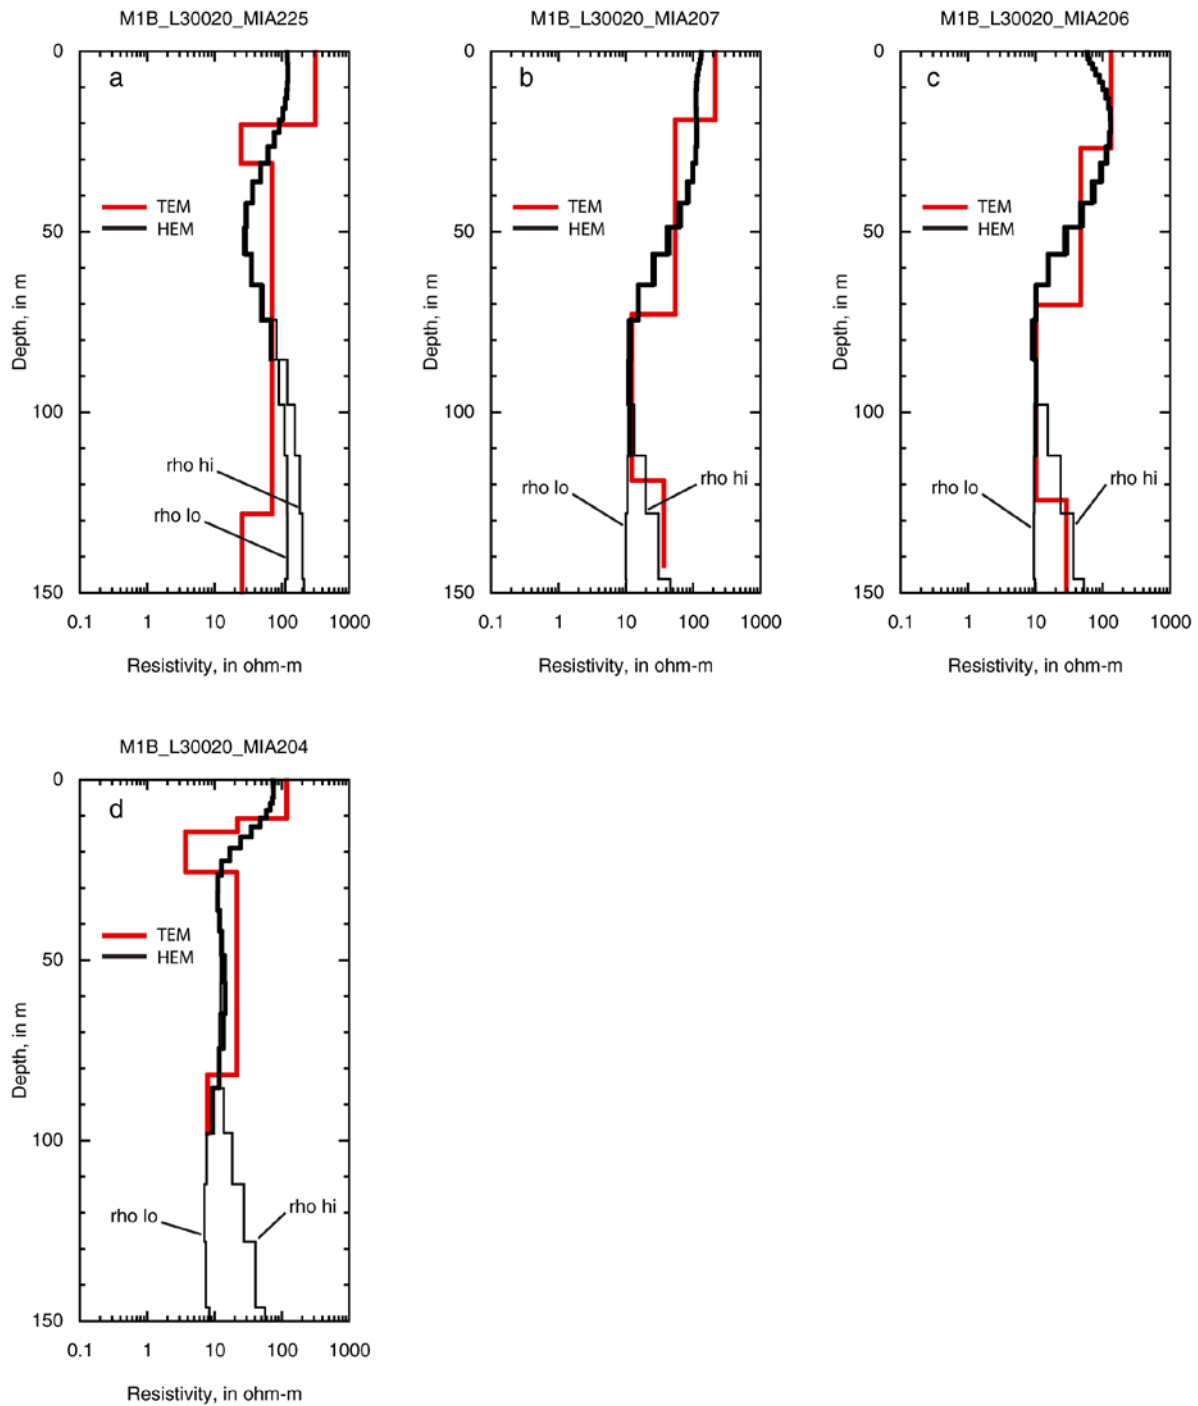 M1B_L30020_MIA225
M1B_L30020_MIA207
M1B_L30020_MIA206
a
0
50
100
150
TEM
HEM
rho hi
rho lo
Depth, in m
0.1 1 10 100 1000
Resistivity, in ohm-m
b
0
50
100
150
TEM
HEM
rho lo
rho hi
Depth, in m
0.1 1 10 100 1000
Resistivity, in ohm-m
c
0
50
100
150
TEM
HEM
rho lo
rho hi
Depth, in m
0.1 1 10 100 1000
Resistivity, in ohm-m
M1B_L30020_MIA204
d
0
50
100
150
TEM
HEM
rho lo
rho hi
Depth, in m
0.1 1 10 100 1000
Resistivity, in ohm-m